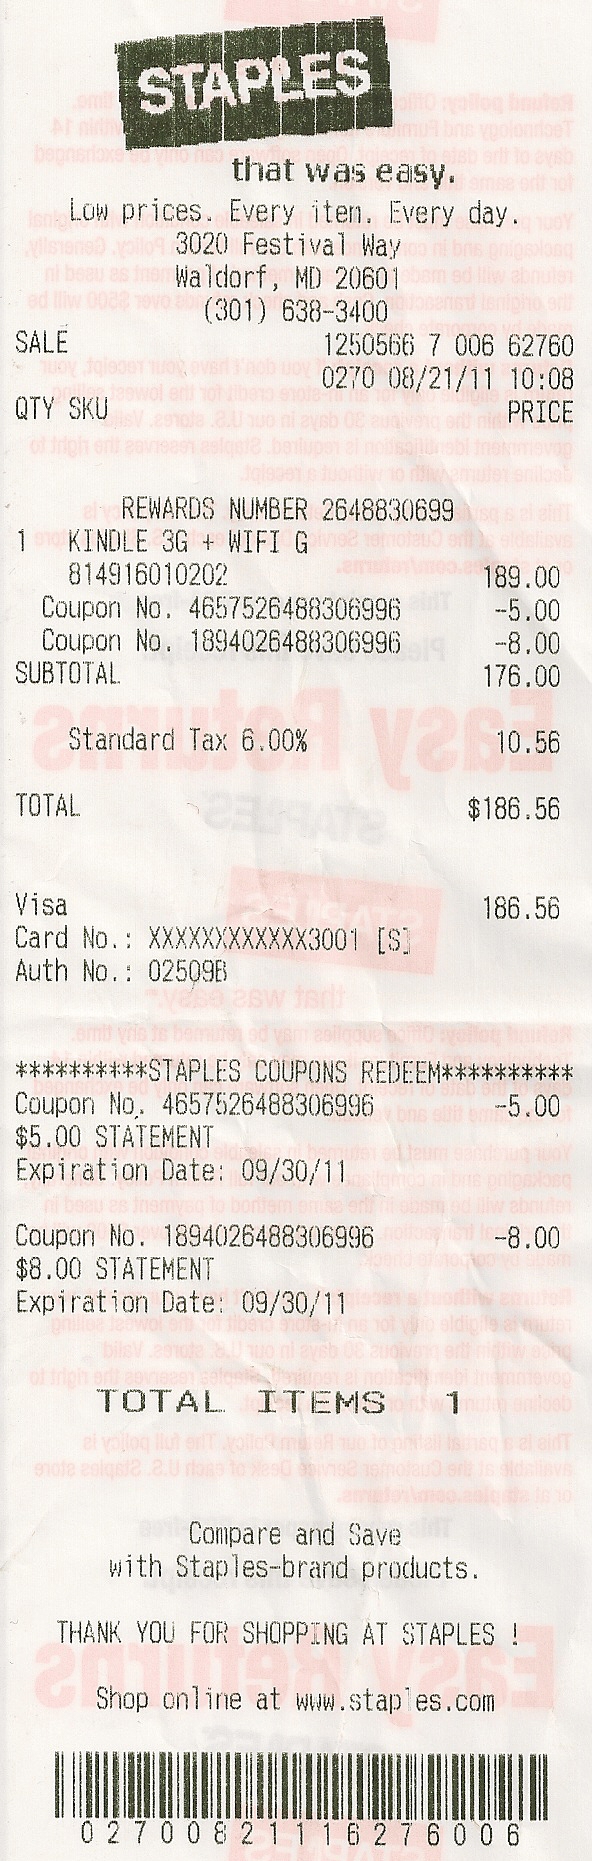 STAPLES
that was easy.
Low prices. Every item. Every day.
3020 Festival Way
Waldorf, MD 20601
(301) 638-3400
SALE 1250566 7 006 62760
0270 08/21/11 10:08
QTY SKU PRICE
REWARDS NUMBER 2648830699
1 KINDLE 3G + WIFI G
814916010202 189.00
Coupon No. 4657526488306996 -5.00
Coupon No. 1894026488306996 -8.00
SUBTOTAL 176.00
Standard Tax 6.00% 10.56
TOTAL $186.56
Visa 186.56
Card No.: XXXXXXXXXXXX3001 [S]
Auth No.: 02509B
**********STAPLES COUPONS REDEEM**********
Coupon No. 4657526488306996 -5.00
$5.00 STATEMENT
Expiration Date: 09/30/11
Coupon No. 1894026488306996 -8.00
$8.00 STATEMENT
Expiration Date: 09/30/11
TOTAL ITEMS 1
Compare and Save
with Staples-brand products.
THANK YOU FOR SHOPPING AT STAPLES !
Shop online at www.staples.com
02700821116276006